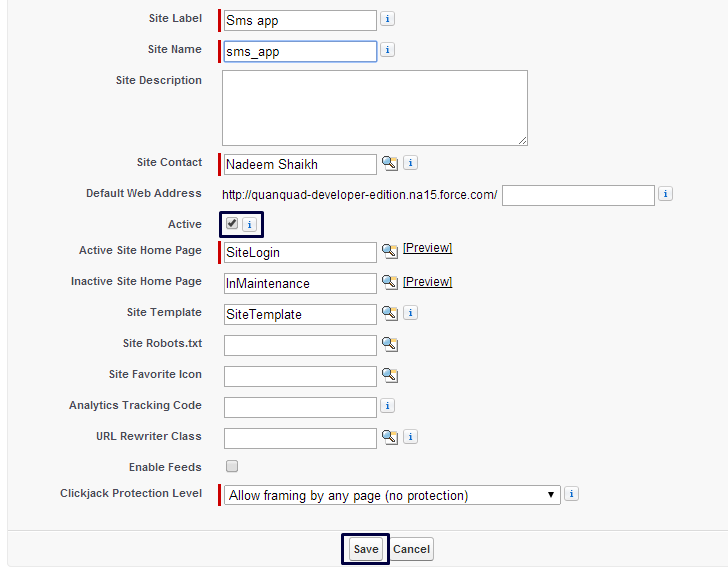 Site Label Sms app i
Site Name sms_app i
Site Description
Site Contact Nadeem Shaikh i
Default Web Address http://quanquad-developer-edition.na15.force.com/ i
Active i
Active Site Home Page SiteLogin [Preview]
Inactive Site Home Page InMaintenance [Preview]
Site Template SiteTemplate i
Site Robots.txt
Site Favorite Icon
Analytics Tracking Code i
URL Rewriter Class i
Enable Feeds
Clickjack Protection Level Allow framing by any page (no protection) i
Save Cancel